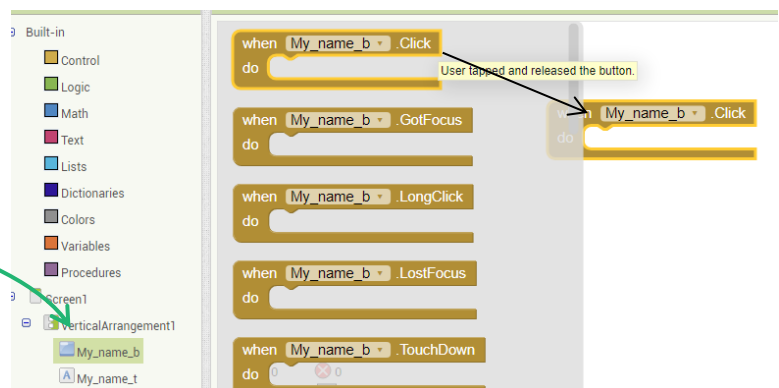 Built-in
Control
Logic
Math
Text
Lists
Dictionaries
Colors
Variables
Procedures
Screen1
VerticalArrangement1
My_name_b
My_name_t
when My_name_b .Click
do
User tapped and released the button.
when My_name_b .GotFocus
do
when My_name_b .LongClick
do
when My_name_b .LostFocus
do
when My_name_b .TouchDown
do
0 0
when My_name_b .Click
do